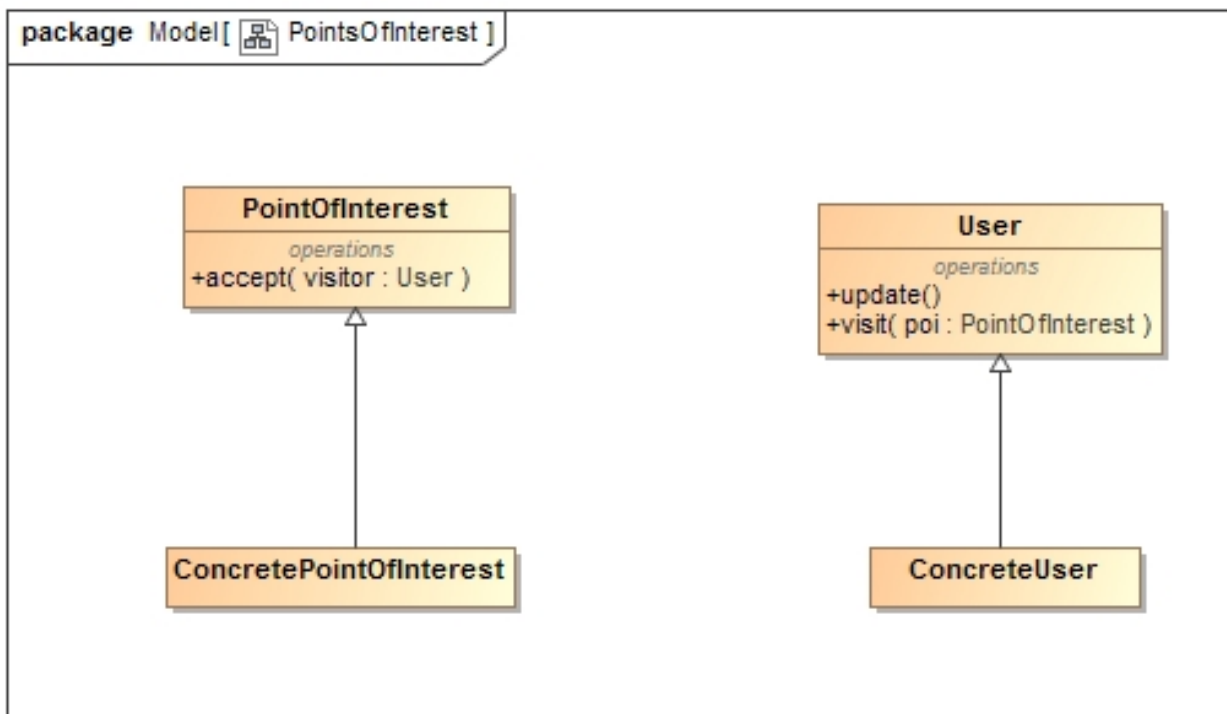 package Model[ PointsOfInterest ]
PointOfInterest
operations
+accept( visitor : User )
User
operations
+update()
+visit( poi : PointOfInterest )
ConcretePointOfInterest
ConcreteUser